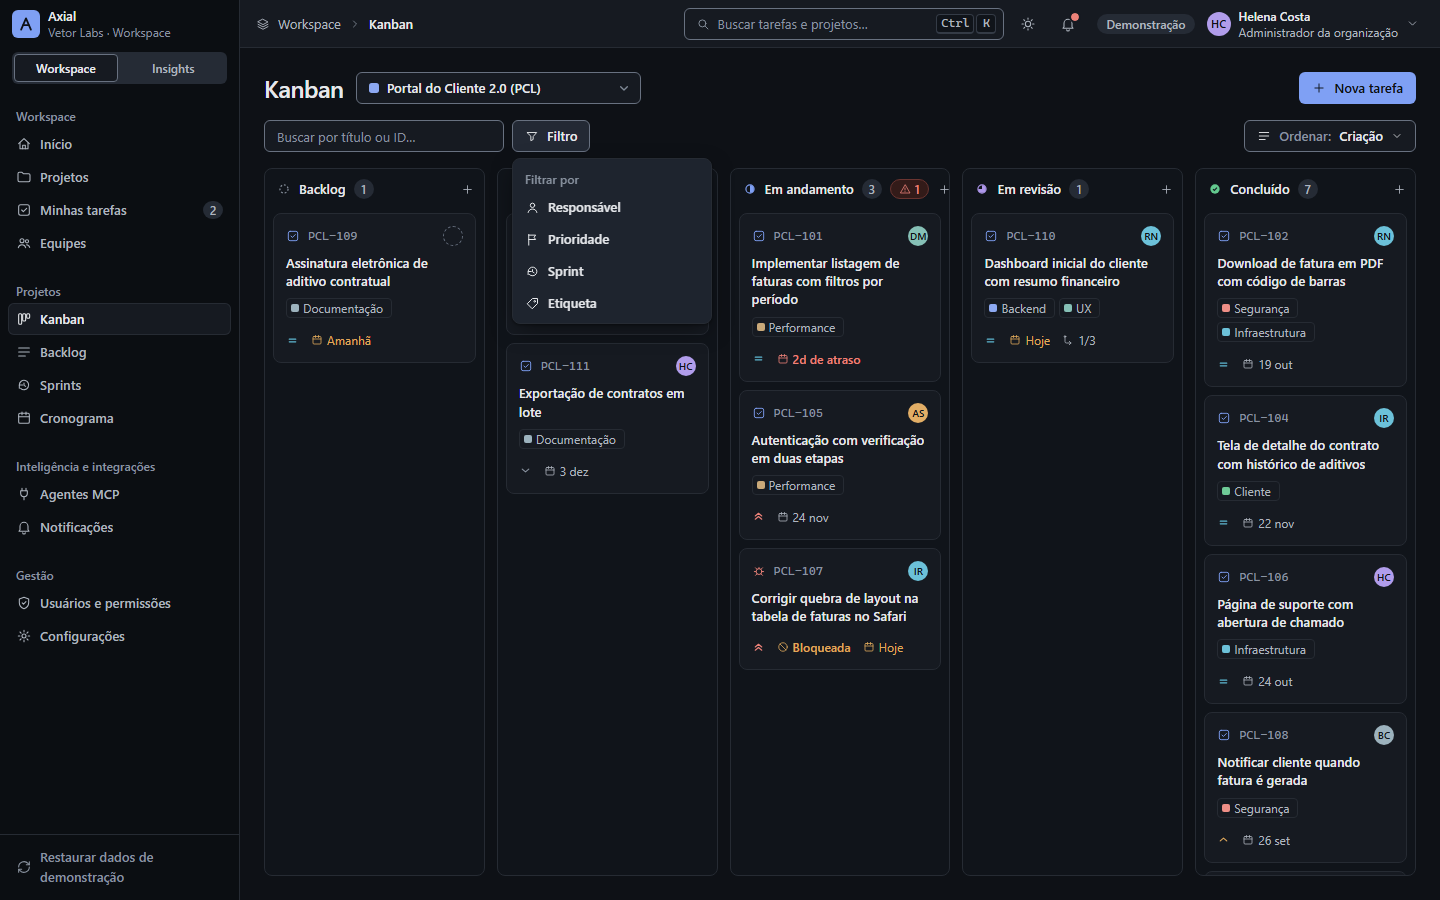 Axial
Vetor Labs · Workspace
Workspace
Insights
Workspace
Início
Projetos
Minhas tarefas
2
Equipes
Projetos
Kanban
Backlog
Sprints
Cronograma
Inteligência e integrações
Agentes MCP
Notificações
Gestão
Usuários e permissões
Configurações
Restaurar dados de
demonstração
Workspace
Kanban
Buscar tarefas e projetos...
Ctrl
K
Demonstração
HC
Helena Costa
Administrador da organização
Kanban
Portal do Cliente 2.0 (PCL)
Nova tarefa
Buscar por título ou ID...
Filtro
Ordenar: Criação
Filtrar por
Responsável
Prioridade
Sprint
Etiqueta
Backlog
1
PCL-109
Assinatura eletrônica de
aditivo contratual
Documentação
Amanhã
PCL-111
HC
Exportação de contratos em
lote
Documentação
3 dez
Em andamento
3
1
PCL-101
DM
Implementar listagem de
faturas com filtros por
período
Performance
2d de atraso
PCL-105
AS
Autenticação com verificação
em duas etapas
Performance
24 nov
PCL-107
IR
Corrigir quebra de layout na
tabela de faturas no Safari
Bloqueada
Hoje
Em revisão
1
PCL-110
RN
Dashboard inicial do cliente
com resumo financeiro
Backend
UX
Hoje
1/3
Concluído
7
PCL-102
RN
Download de fatura em PDF
com código de barras
Segurança
Infraestrutura
19 out
PCL-104
IR
Tela de detalhe do contrato
com histórico de aditivos
Cliente
22 nov
PCL-106
HC
Página de suporte com
abertura de chamado
Infraestrutura
24 out
PCL-108
BC
Notificar cliente quando
fatura é gerada
Segurança
26 set